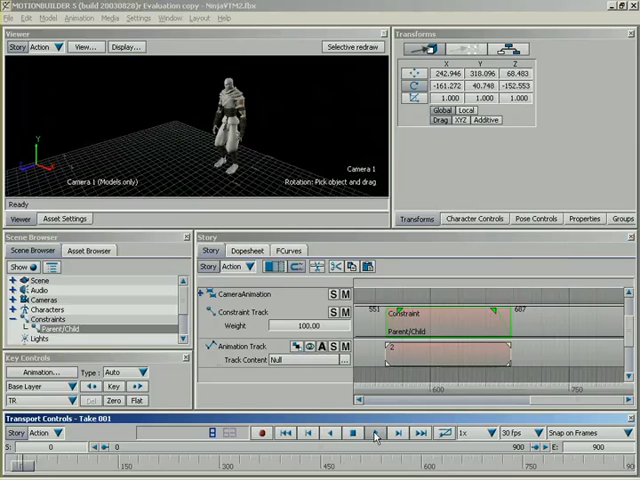 MOTIONBUILDER 5 (build 20030828)r Evaluation copy - Ninja¥TM2.fbx
File Edit Model Animation Settings Window Layout Help
Viewer
Story Action View... Display... Selective redraw
Camera 1
Camera 1 (Models only) Rotation: Pick object and drag
Ready
Viewer Asset Settings
Transforms
X Y Z
242.946 318.096 68.483
-161.272 40.748 -152.553
1.000 1.000 1.000
Global Local
Drag XYZ Additive
Transforms Character Controls Pose Controls Properties Groups
Scene Browser
Scene Browser Asset Browser
Show
Scene
Audio
Cameras
Characters
Constraints
Parent/Child
Lights
Key Controls
Animation... Type : Auto
Base Layer Key
TR Del Zero Flat
Story
Story Dopesheet FCurves
Story Action
CameraAnimation S M
Constraint Track S M
Weight 100.00
Animation Track A S M
Track Content Null ...
551 687
Constraint
Parent/Child
2
600 750
Transport Controls - Take 001
Story Action 1x 30 fps Snap on Frames
S: 0 0 900 E: 900
150 300 450 600 750 90